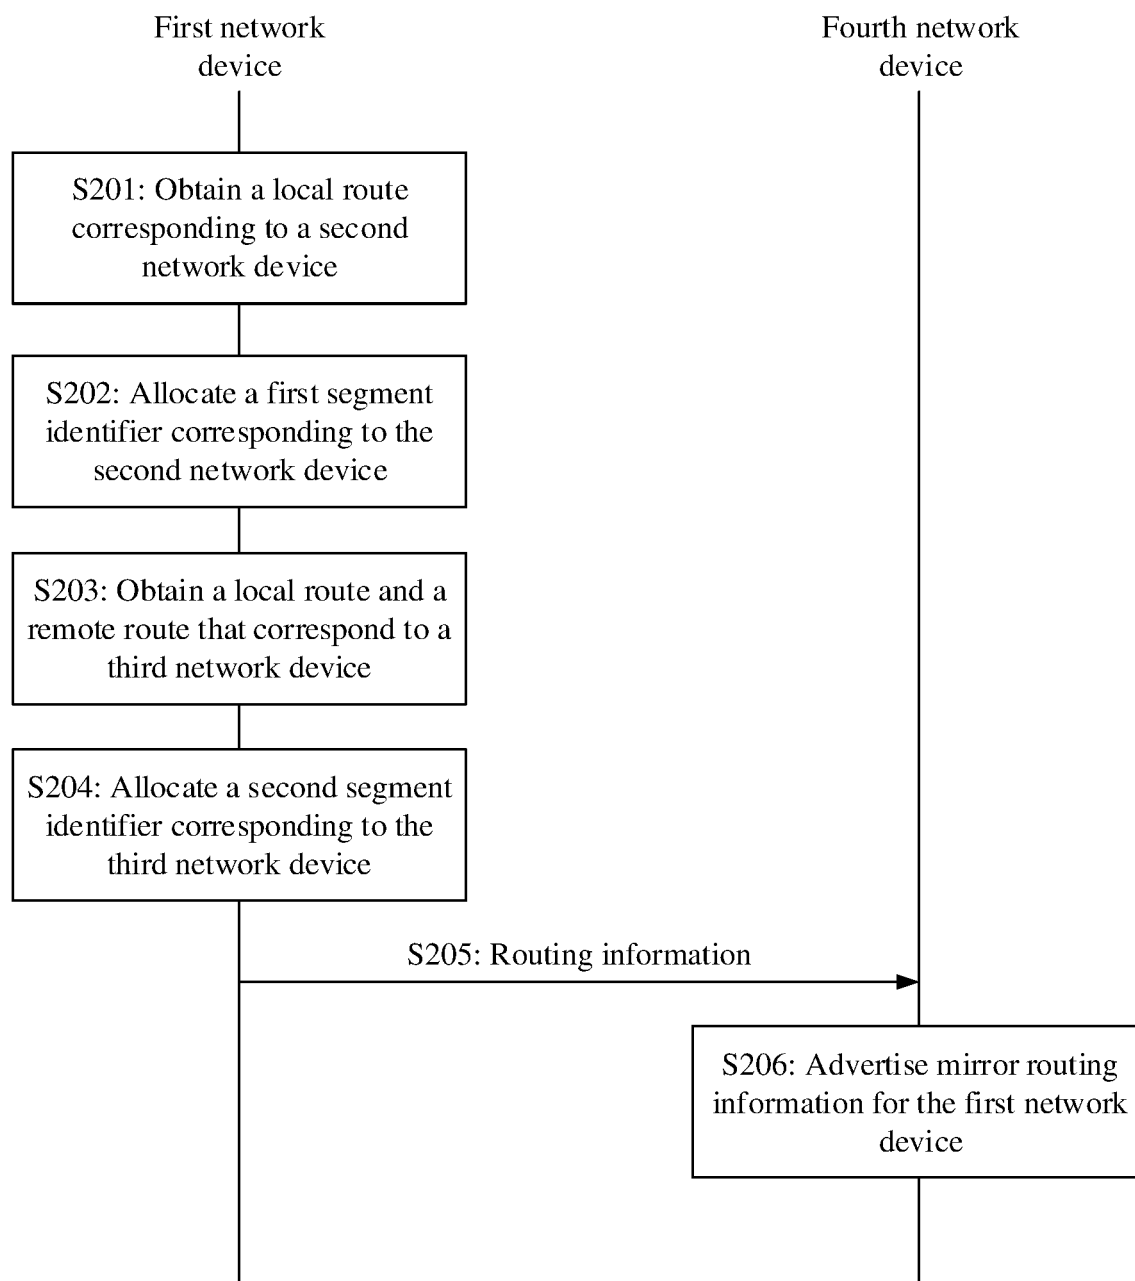 First network
device
Fourth network
device
S201: Obtain a local route
corresponding to a second
network device
S202: Allocate a first segment
identifier corresponding to the
second network device
S203: Obtain a local route and a
remote route that correspond to a
third network device
S204: Allocate a second segment
identifier corresponding to the
third network device
S205: Routing information
S206: Advertise mirror routing
information for the first network
device